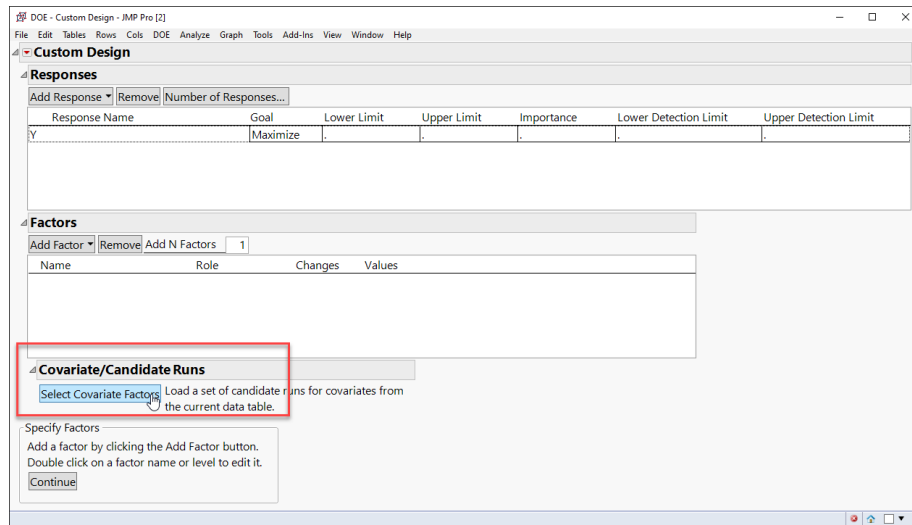 DOE - Custom Design - JMP Pro [2]
File Edit Tables Rows Cols DOE Analyze Graph Tools Add-Ins View Window Help
Custom Design
Responses
Add Response Remove Number of Responses...
Response Name Goal Lower Limit Upper Limit Importance Lower Detection Limit Upper Detection Limit
Y Maximize . . . . .
Factors
Add Factor Remove Add N Factors 1
Name Role Changes Values
Covariate/Candidate Runs
Select Covariate Factors Load a set of candidate runs for covariates from
the current data table.
Specify Factors
Add a factor by clicking the Add Factor button.
Double click on a factor name or level to edit it.
Continue